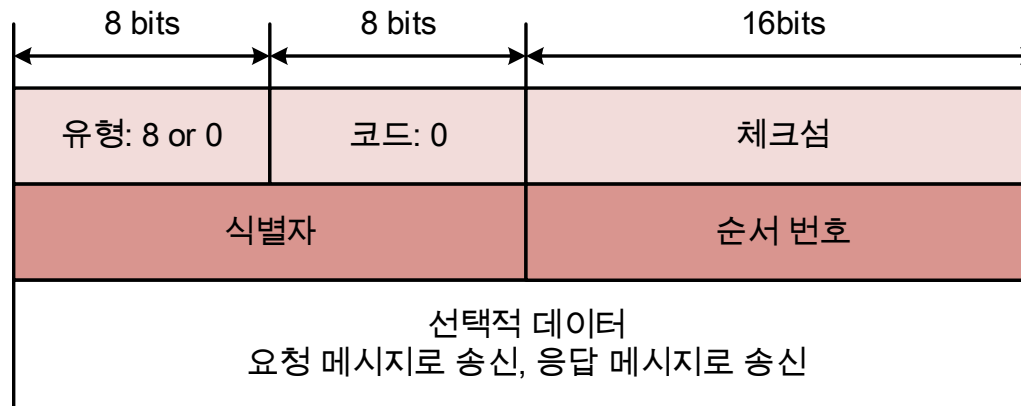 8 bits 8 bits 16bits
유형: 8 or 0 코드: 0 체크섬
식별자 순서 번호
선택적 데이터
요청 메시지로 송신, 응답 메시지로 송신